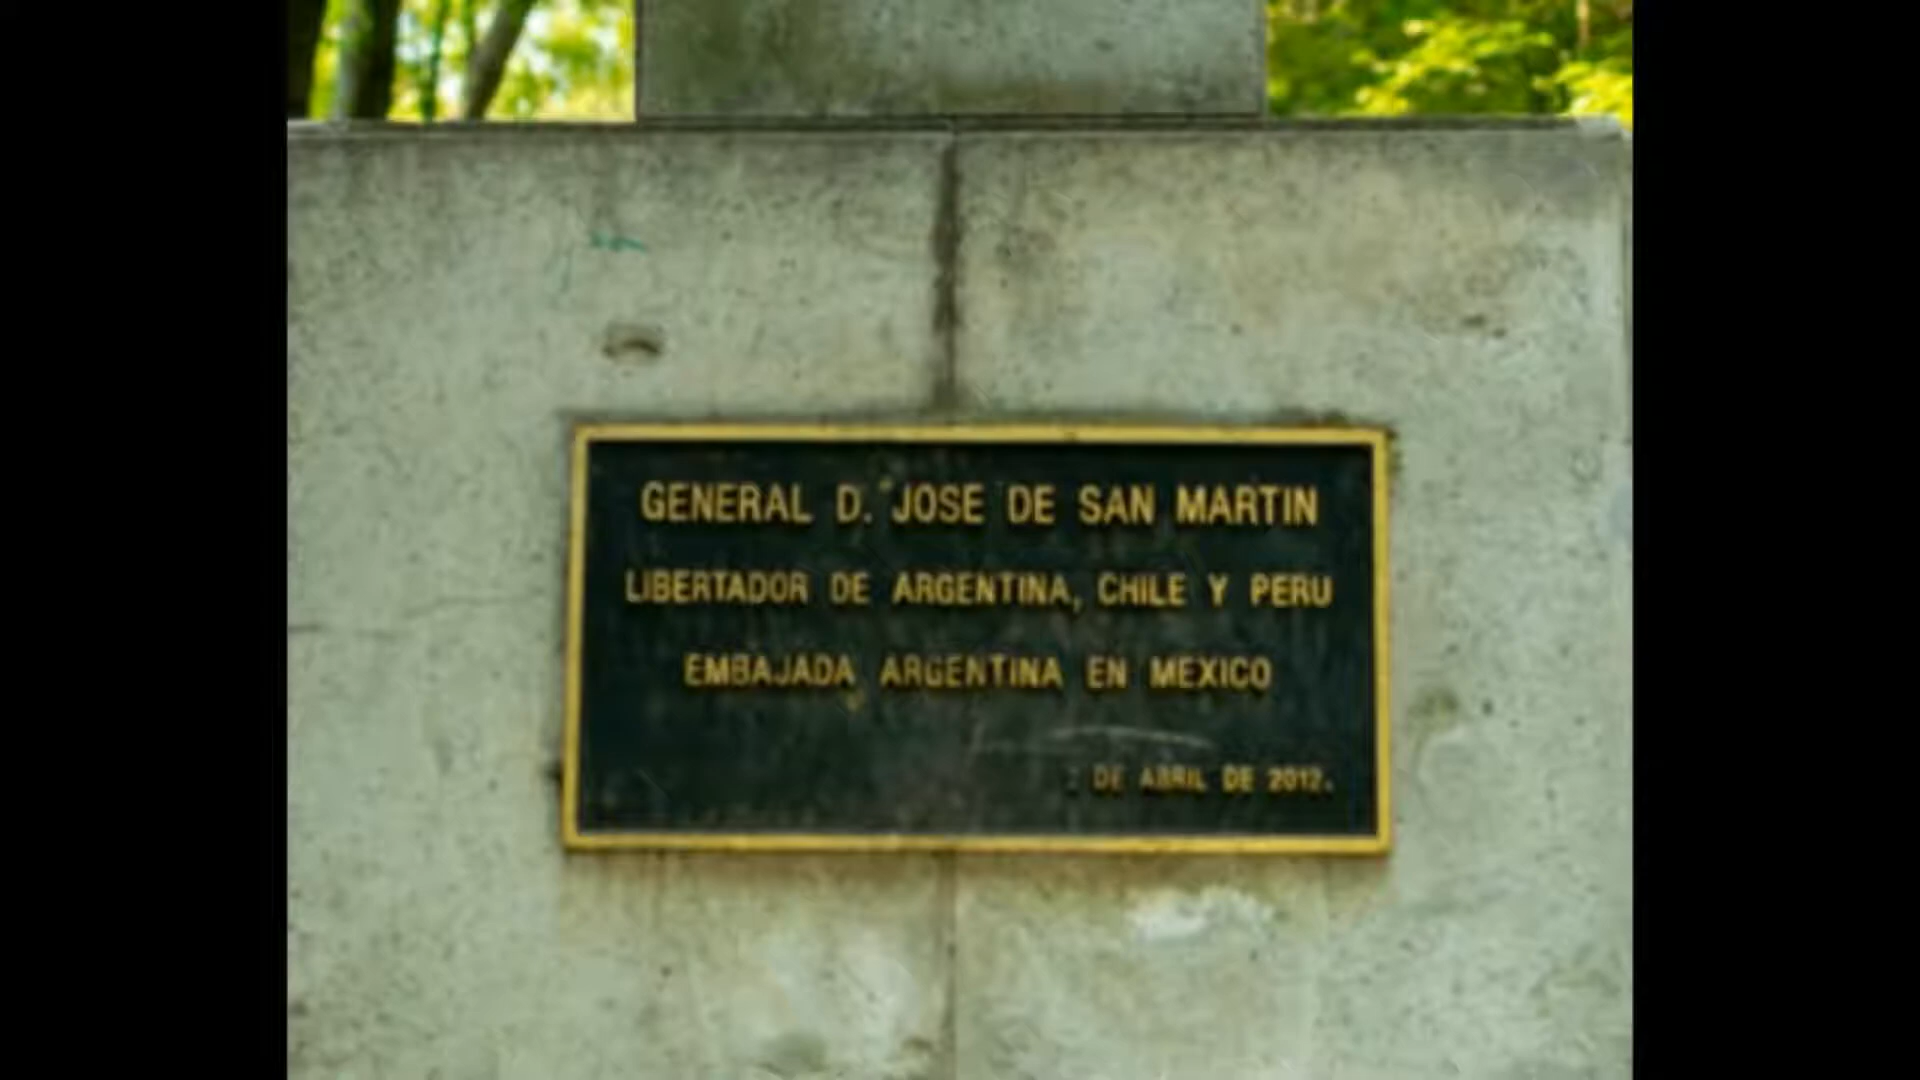 GENERAL D. JOSE DE SAN MARTIN
LIBERTADOR DE ARGENTINA, CHILE Y PERU
EMBAJADA ARGENTINA EN MEXICO
DE ABRIL DE 2012.